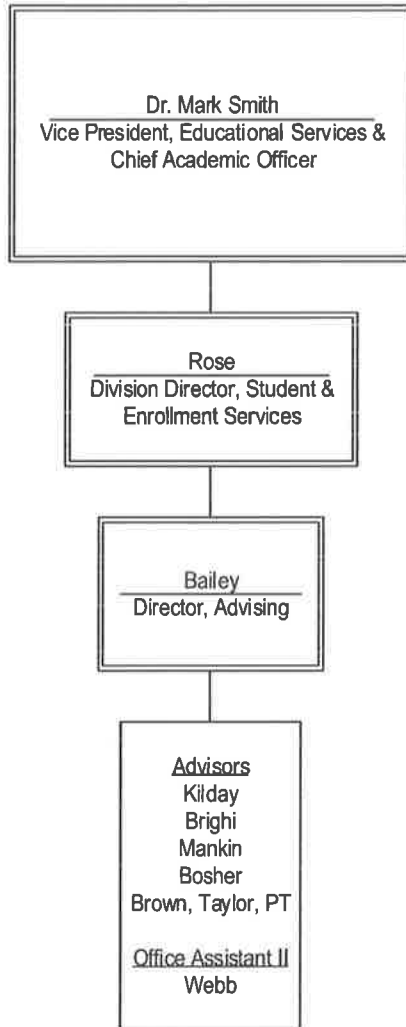 Dr. Mark Smith
Vice President, Educational Services &
Chief Academic Officer
Rose
Division Director, Student &
Enrollment Services
Bailey
Director, Advising
Advisors
Kilday
Brighi
Mankin
Bosher
Brown, Taylor, PT
Office Assistant II
Webb